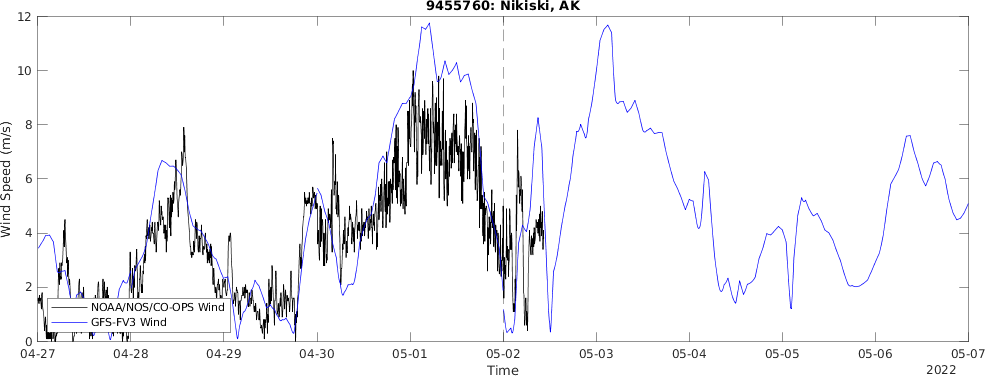 9455760: Nikiski, AK
12
10
8
6
4
2
0
Wind Speed (m/s)
NOAA/NOS/CO-OPS Wind
GFS-FV3 Wind
04-27 04-28 04-29 04-30 05-01 05-02 05-03 05-04 05-05 05-06 05-07
Time
2022